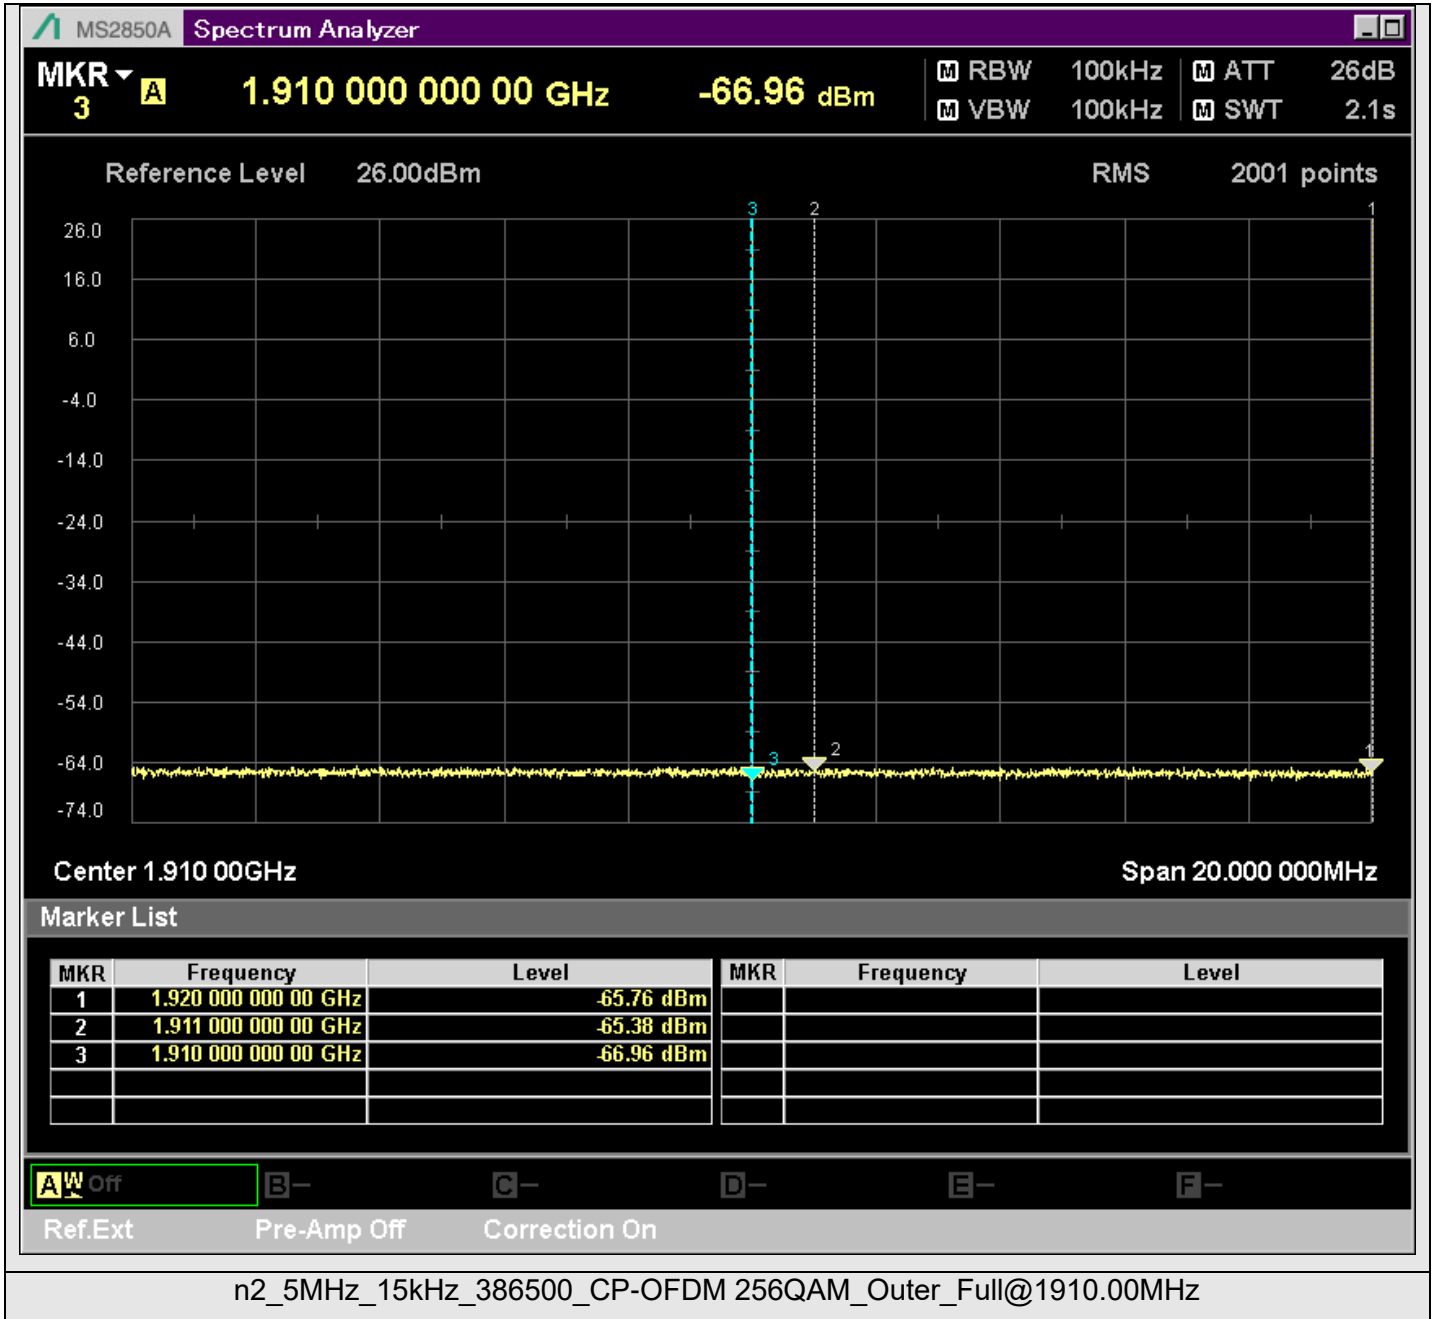 MS2850A Spectrum Analyzer
MKR A 1.910 000 000 00 GHz -66.96 dBm M RBW 100kHz M ATT 26dB
3 M VBW 100kHz M SWT 2.1s
Reference Level 26.00dBm RMS 2001 points
3 2 1
26.0
16.0
6.0
-4.0
-14.0
-24.0
-34.0
-44.0
-54.0
-64.0
3 2 1
-74.0
Center 1.910 00GHz Span 20.000 000MHz
Marker List
MKR Frequency Level MKR Frequency Level
1 1.920 000 000 00 GHz -65.76 dBm
2 1.911 000 000 00 GHz -65.38 dBm
3 1.910 000 000 00 GHz -66.96 dBm
A W Off B— C— D— E— F—
Ref.Ext Pre-Amp Off Correction On
n2_5MHz_15kHz_386500_CP-OFDM 256QAM_Outer_Full@1910.00MHz